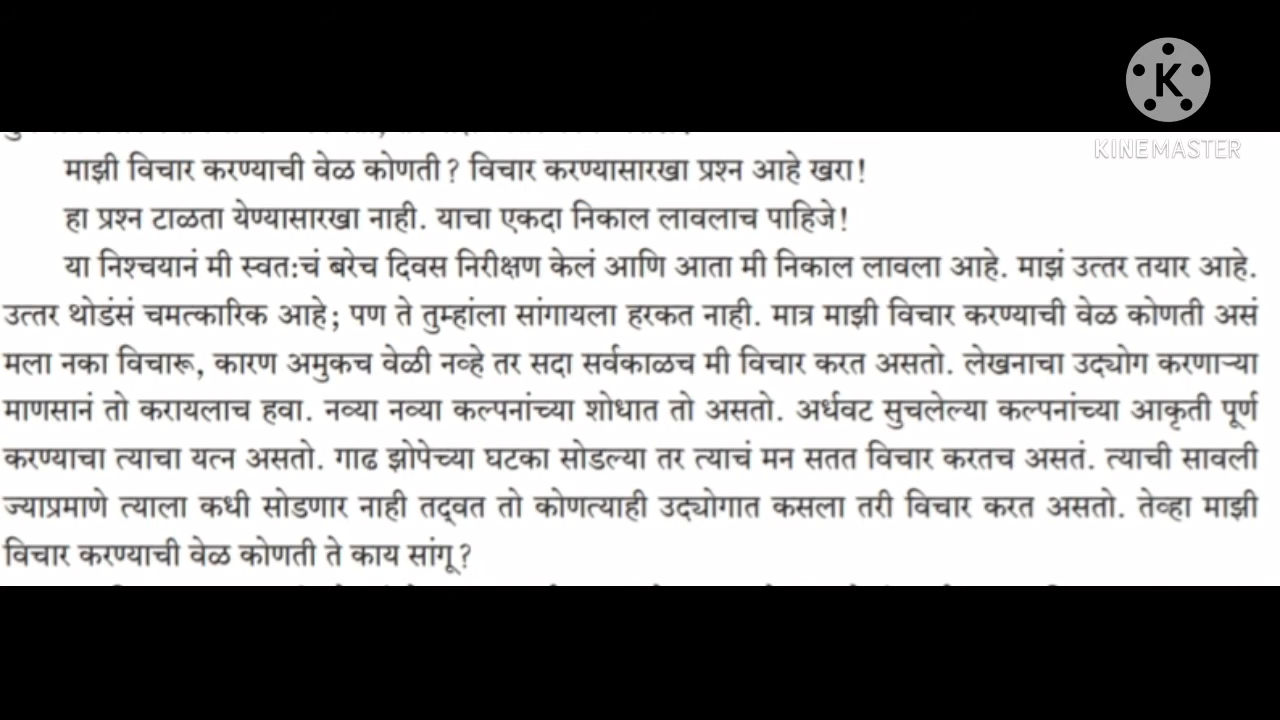 K
KINEMASTER
माझी विचार करण्याची वेळ कोणती? विचार करण्यासारखा प्रश्न आहे खरा!
हा प्रश्न टाळता येण्यासारखा नाही. याचा एकदा निकाल लावलाच पाहिजे!
या निश्चयानं मी स्वत:चं बरेच दिवस निरीक्षण केलं आणि आता मी निकाल लावला आहे. माझं उत्तर तयार आहे.
उत्तर थोडंसं चमत्कारिक आहे; पण ते तुम्हांला सांगायला हरकत नाही. मात्र माझी विचार करण्याची वेळ कोणती असं
मला नका विचारू, कारण अमुकच वेळी नव्हे तर सदा सर्वकाळच मी विचार करत असतो. लेखनाचा उद्योग करणाऱ्या
माणसानं तो करायलाच हवा. नव्या नव्या कल्पनांच्या शोधात तो असतो. अर्धवट सुचलेल्या कल्पनांच्या आकृती पूर्ण
करण्याचा त्याचा यत्न असतो. गाढ झोपेच्या घटका सोडल्या तर त्याचं मन सतत विचार करतच असतं. त्याची सावली
ज्याप्रमाणे त्याला कधी सोडणार नाही तद्वत तो कोणत्याही उद्योगात कसला तरी विचार करत असतो. तेव्हा माझी
विचार करण्याची वेळ कोणती ते काय सांगू?